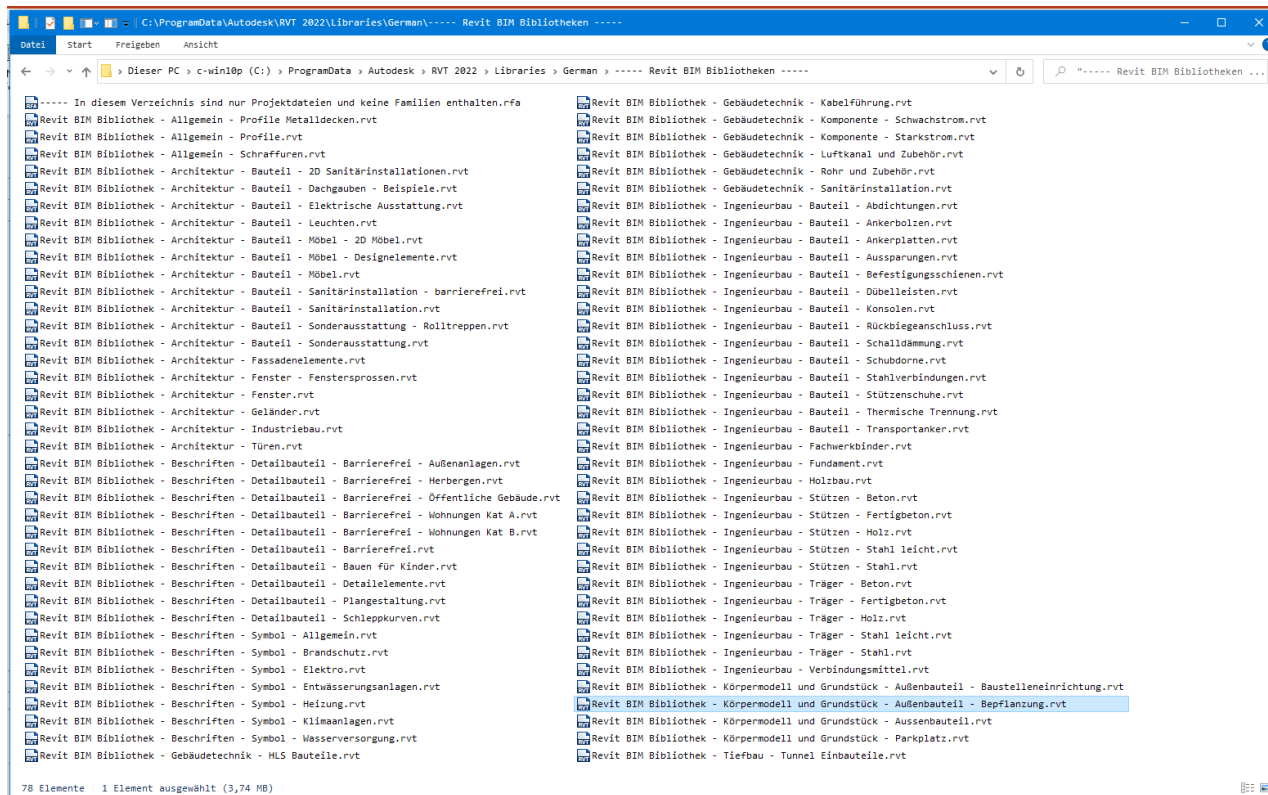 C:\ProgramData\Autodesk\RVT 2022\Libraries\German\----- Revit BIM Bibliotheken -----
Datei Start Freigeben Ansicht
Dieser PC › c-win10p (C:) › ProgramData › Autodesk › RVT 2022 › Libraries › German › ----- Revit BIM Bibliotheken -----
"----- Revit BIM Bibliotheken ...
----- In diesem Verzeichnis sind nur Projektdateien und keine Familien enthalten.rfa
Revit BIM Bibliothek - Allgemein - Profile Metalldecken.rvt
Revit BIM Bibliothek - Allgemein - Profile.rvt
Revit BIM Bibliothek - Allgemein - Schraffuren.rvt
Revit BIM Bibliothek - Architektur - Bauteil - 2D Sanitärinstallationen.rvt
Revit BIM Bibliothek - Architektur - Bauteil - Dachgauben - Beispiele.rvt
Revit BIM Bibliothek - Architektur - Bauteil - Elektrische Ausstattung.rvt
Revit BIM Bibliothek - Architektur - Bauteil - Leuchten.rvt
Revit BIM Bibliothek - Architektur - Bauteil - Möbel - 2D Möbel.rvt
Revit BIM Bibliothek - Architektur - Bauteil - Möbel - Designelemente.rvt
Revit BIM Bibliothek - Architektur - Bauteil - Möbel.rvt
Revit BIM Bibliothek - Architektur - Bauteil - Sanitärinstallation - barrierefrei.rvt
Revit BIM Bibliothek - Architektur - Bauteil - Sanitärinstallation.rvt
Revit BIM Bibliothek - Architektur - Bauteil - Sonderausstattung - Rolltreppen.rvt
Revit BIM Bibliothek - Architektur - Bauteil - Sonderausstattung.rvt
Revit BIM Bibliothek - Architektur - Fassadenelemente.rvt
Revit BIM Bibliothek - Architektur - Fenster - Fenstersprossen.rvt
Revit BIM Bibliothek - Architektur - Fenster.rvt
Revit BIM Bibliothek - Architektur - Geländer.rvt
Revit BIM Bibliothek - Architektur - Industriebau.rvt
Revit BIM Bibliothek - Architektur - Türen.rvt
Revit BIM Bibliothek - Beschriften - Detailbauteil - Barrierefrei - Außenanlagen.rvt
Revit BIM Bibliothek - Beschriften - Detailbauteil - Barrierefrei - Herbergen.rvt
Revit BIM Bibliothek - Beschriften - Detailbauteil - Barrierefrei - Öffentliche Gebäude.rvt
Revit BIM Bibliothek - Beschriften - Detailbauteil - Barrierefrei - Wohnungen Kat A.rvt
Revit BIM Bibliothek - Beschriften - Detailbauteil - Barrierefrei - Wohnungen Kat B.rvt
Revit BIM Bibliothek - Beschriften - Detailbauteil - Barrierefrei.rvt
Revit BIM Bibliothek - Beschriften - Detailbauteil - Bauen für Kinder.rvt
Revit BIM Bibliothek - Beschriften - Detailbauteil - Detailelemente.rvt
Revit BIM Bibliothek - Beschriften - Detailbauteil - Plangestaltung.rvt
Revit BIM Bibliothek - Beschriften - Detailbauteil - Schleppkurven.rvt
Revit BIM Bibliothek - Beschriften - Symbol - Allgemein.rvt
Revit BIM Bibliothek - Beschriften - Symbol - Brandschutz.rvt
Revit BIM Bibliothek - Beschriften - Symbol - Elektro.rvt
Revit BIM Bibliothek - Beschriften - Symbol - Entwässerungsanlagen.rvt
Revit BIM Bibliothek - Beschriften - Symbol - Heizung.rvt
Revit BIM Bibliothek - Beschriften - Symbol - Klimaanlagen.rvt
Revit BIM Bibliothek - Beschriften - Symbol - Wasserversorgung.rvt
Revit BIM Bibliothek - Gebäudetechnik - HLS Bauteile.rvt
Revit BIM Bibliothek - Gebäudetechnik - Kabelführung.rvt
Revit BIM Bibliothek - Gebäudetechnik - Komponente - Schwachstrom.rvt
Revit BIM Bibliothek - Gebäudetechnik - Komponente - Starkstrom.rvt
Revit BIM Bibliothek - Gebäudetechnik - Luftkanal und Zubehör.rvt
Revit BIM Bibliothek - Gebäudetechnik - Rohr und Zubehör.rvt
Revit BIM Bibliothek - Gebäudetechnik - Sanitärinstallation.rvt
Revit BIM Bibliothek - Ingenieurbau - Bauteil - Abdichtungen.rvt
Revit BIM Bibliothek - Ingenieurbau - Bauteil - Ankerbolzen.rvt
Revit BIM Bibliothek - Ingenieurbau - Bauteil - Ankerplatten.rvt
Revit BIM Bibliothek - Ingenieurbau - Bauteil - Aussparungen.rvt
Revit BIM Bibliothek - Ingenieurbau - Bauteil - Befestigungsschienen.rvt
Revit BIM Bibliothek - Ingenieurbau - Bauteil - Dübelleisten.rvt
Revit BIM Bibliothek - Ingenieurbau - Bauteil - Konsolen.rvt
Revit BIM Bibliothek - Ingenieurbau - Bauteil - Rückbiegeanschluss.rvt
Revit BIM Bibliothek - Ingenieurbau - Bauteil - Schalldämmung.rvt
Revit BIM Bibliothek - Ingenieurbau - Bauteil - Schubdorne.rvt
Revit BIM Bibliothek - Ingenieurbau - Bauteil - Stahlverbindungen.rvt
Revit BIM Bibliothek - Ingenieurbau - Bauteil - Stützenschuhe.rvt
Revit BIM Bibliothek - Ingenieurbau - Bauteil - Thermische Trennung.rvt
Revit BIM Bibliothek - Ingenieurbau - Bauteil - Transportanker.rvt
Revit BIM Bibliothek - Ingenieurbau - Fachwerkbinder.rvt
Revit BIM Bibliothek - Ingenieurbau - Fundament.rvt
Revit BIM Bibliothek - Ingenieurbau - Holzbau.rvt
Revit BIM Bibliothek - Ingenieurbau - Stützen - Beton.rvt
Revit BIM Bibliothek - Ingenieurbau - Stützen - Fertigbeton.rvt
Revit BIM Bibliothek - Ingenieurbau - Stützen - Holz.rvt
Revit BIM Bibliothek - Ingenieurbau - Stützen - Stahl leicht.rvt
Revit BIM Bibliothek - Ingenieurbau - Stützen - Stahl.rvt
Revit BIM Bibliothek - Ingenieurbau - Träger - Beton.rvt
Revit BIM Bibliothek - Ingenieurbau - Träger - Fertigbeton.rvt
Revit BIM Bibliothek - Ingenieurbau - Träger - Holz.rvt
Revit BIM Bibliothek - Ingenieurbau - Träger - Stahl leicht.rvt
Revit BIM Bibliothek - Ingenieurbau - Träger - Stahl.rvt
Revit BIM Bibliothek - Ingenieurbau - Verbindungsmittel.rvt
Revit BIM Bibliothek - Körpermodell und Grundstück - Außenbauteil - Baustelleneinrichtung.rvt
Revit BIM Bibliothek - Körpermodell und Grundstück - Außenbauteil - Bepflanzung.rvt
Revit BIM Bibliothek - Körpermodell und Grundstück - Aussenbauteil.rvt
Revit BIM Bibliothek - Körpermodell und Grundstück - Parkplatz.rvt
Revit BIM Bibliothek - Tiefbau - Tunnel Einbauteile.rvt
78 Elemente 1 Element ausgewählt (3,74 MB)